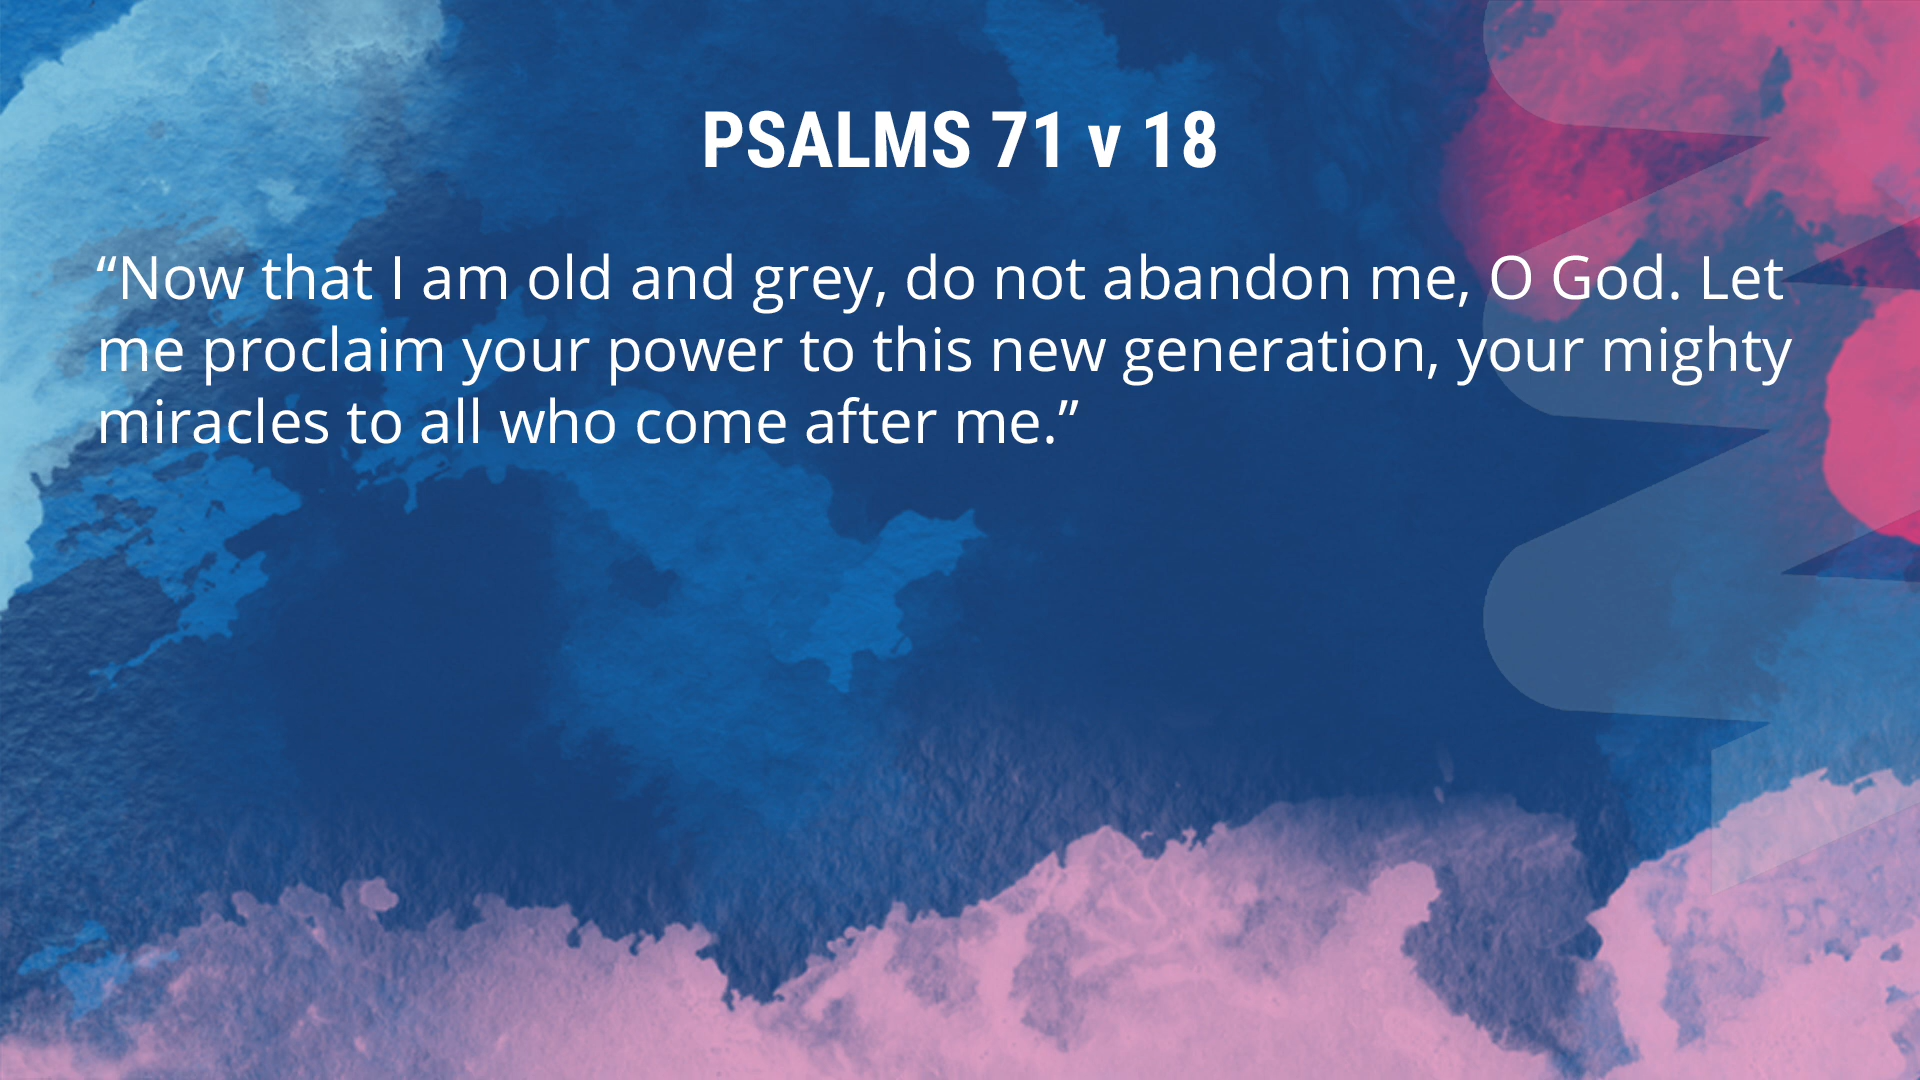 PSALMS 71 v 18
“Now that I am old and grey, do not abandon me, O God. Let
me proclaim your power to this new generation, your mighty
miracles to all who come after me.”